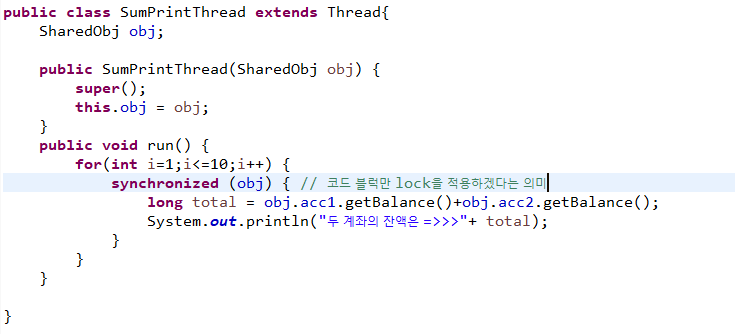 public class SumPrintThread extends Thread{
    SharedObj obj;

    public SumPrintThread(SharedObj obj) {
        super();
        this.obj = obj;
    }
    public void run() {
        for(int i=1;i<=10;i++) {
            synchronized (obj) { // 코드 블럭만 lock을 적용하겠다는 의미
                long total = obj.acc1.getBalance()+obj.acc2.getBalance();
                System.out.println("두 계좌의 잔액은 =>>>"+ total);
            }
        }
    }

}